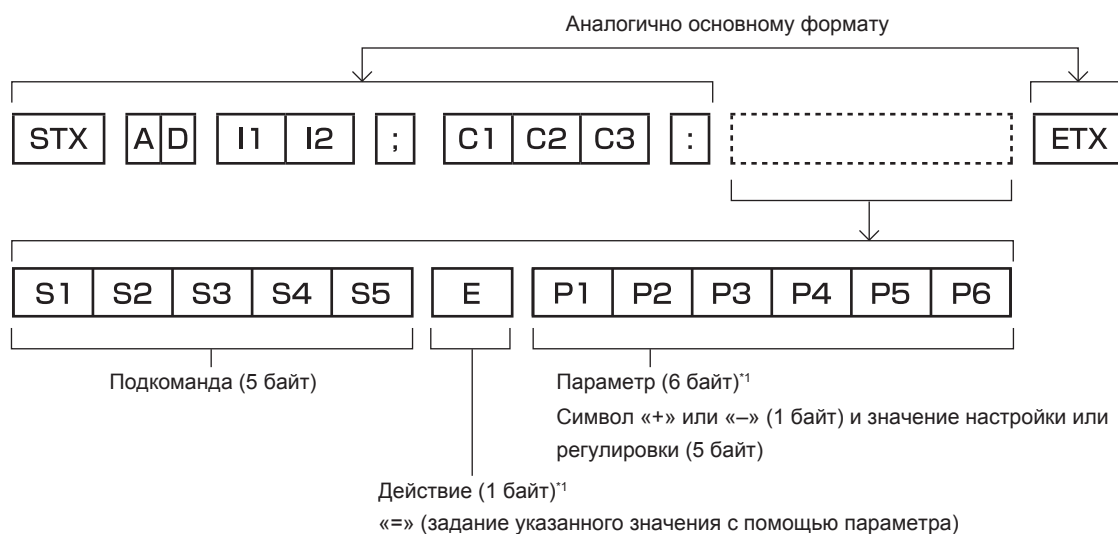 Аналогично основному формату
STX A D I1 I2 ; C1 C2 C3 : ETX
S1 S2 S3 S4 S5 E P1 P2 P3 P4 P5 P6
Подкоманда (5 байт)
Параметр (6 байт)*1
Символ «+» или «–» (1 байт) и значение настройки или
регулировки (5 байт)
Действие (1 байт)*1
«=» (задание указанного значения с помощью параметра)